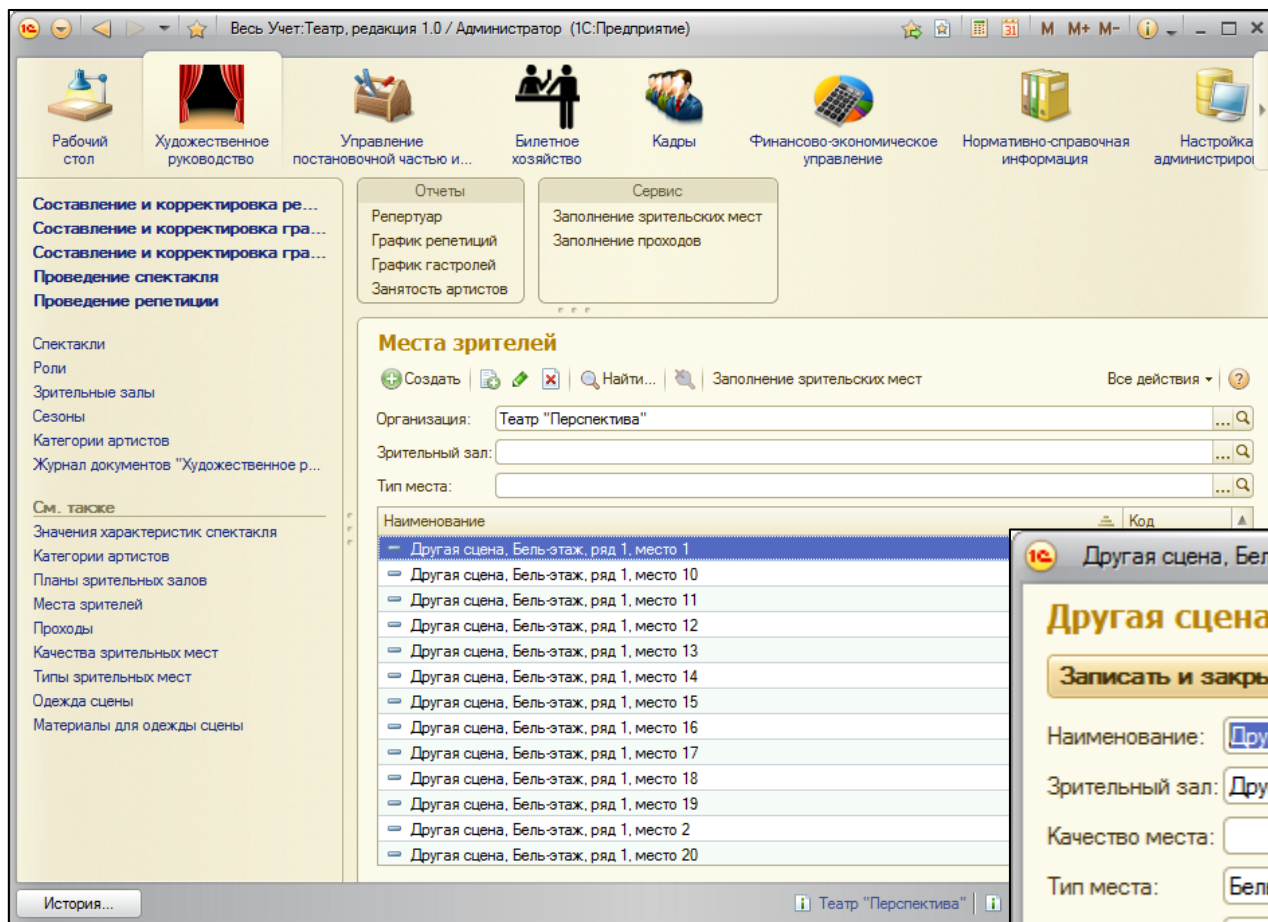 Весь Учет:Театр, редакция 1.0 / Администратор (1С:Предприятие)
31 M M+ M-
Рабочий стол
Художественное руководство
Управление постановочной частью и...
Билетное хозяйство
Кадры
Финансово-экономическое управление
Нормативно-справочная информация
Настройка администриро
Составление и корректировка ре...
Составление и корректировка гра...
Составление и корректировка гра...
Проведение спектакля
Проведение репетиции
Спектакли
Роли
Зрительные залы
Сезоны
Категории артистов
Журнал документов "Художественное р...
См. также
Значения характеристик спектакля
Категории артистов
Планы зрительных залов
Места зрителей
Проходы
Качества зрительных мест
Типы зрительных мест
Одежда сцены
Материалы для одежды сцены
Отчеты
Репертуар
График репетиций
График гастролей
Занятость артистов
Сервис
Заполнение зрительских мест
Заполнение проходов
Места зрителей
Создать Найти... Заполнение зрительских мест Все действия
Организация: Театр "Перспектива"
Зрительный зал:
Тип места:
Наименование Код
Другая сцена, Бель-этаж, ряд 1, место 1
Другая сцена, Бель-этаж, ряд 1, место 10
Другая сцена, Бель-этаж, ряд 1, место 11
Другая сцена, Бель-этаж, ряд 1, место 12
Другая сцена, Бель-этаж, ряд 1, место 13
Другая сцена, Бель-этаж, ряд 1, место 14
Другая сцена, Бель-этаж, ряд 1, место 15
Другая сцена, Бель-этаж, ряд 1, место 16
Другая сцена, Бель-этаж, ряд 1, место 17
Другая сцена, Бель-этаж, ряд 1, место 18
Другая сцена, Бель-этаж, ряд 1, место 19
Другая сцена, Бель-этаж, ряд 1, место 2
Другая сцена, Бель-этаж, ряд 1, место 20
Другая сцена, Бел
Другая сцена
Записать и закры
Наименование: Дру
Зрительный зал: Дру
Качество места:
Тип места: Бель
История...
Театр "Перспектива"